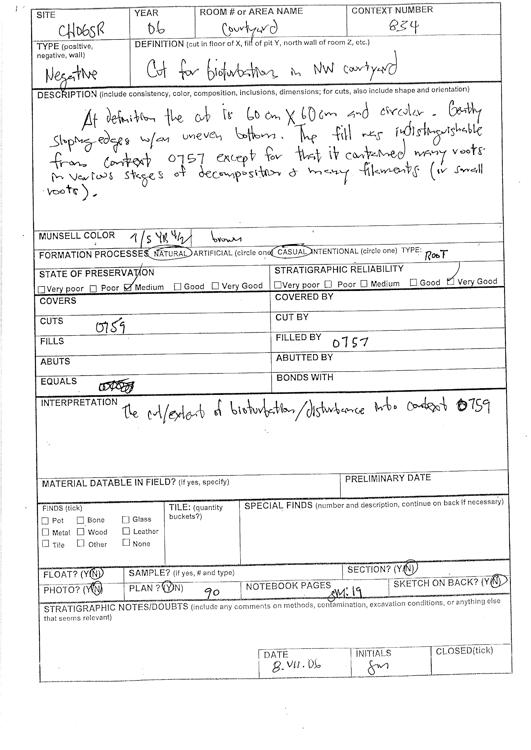 SITE YEAR ROOM # or AREA NAME CONTEXT NUMBER
CHD6SR 06 Courtyard 834
TYPE (positive, negative, wall) DEFINITION (cut in floor of X, fill of pit Y, north wall of room Z, etc.)
Negative Cut for bioturbation in NW courtyard
DESCRIPTION (include consistency, color, composition, inclusions, dimensions; for cuts, also include shape and orientation)
At definition the cut is 60cm X 60cm and circular. Gently
sloping edges w/ an uneven bottom. The fill was indistinguishable
from context 0757 except for that it contained many roots
in various stages of decomposition & many filaments (or small
roots).
MUNSELL COLOR 7/5 YR 4/2 brown
FORMATION PROCESSES NATURAL ARTIFICIAL (circle one) CASUAL INTENTIONAL (circle one) TYPE: ROOT
STATE OF PRESERVATION STRATIGRAPHIC RELIABILITY
Very poor Poor Medium Good Very Good Very poor Poor Medium Good Very Good
COVERS COVERED BY
CUTS 0759 CUT BY
FILLS FILLED BY 0757
ABUTS ABUTTED BY
EQUALS BONDS WITH
INTERPRETATION The cut/extent of bioturbation/disturbance into context 0759
MATERIAL DATABLE IN FIELD? (if yes, specify) PRELIMINARY DATE
FINDS (tick) TILE: (quantity buckets?) SPECIAL FINDS (number and description, continue on back if necessary)
Pot Bone Glass
Metal Wood Leather
Tile Other None
FLOAT? (Y/N) SAMPLE? (if yes, # and type) SECTION? (Y/N)
PHOTO? (Y/N) PLAN? (Y/N) 90 NOTEBOOK PAGES SM:19 SKETCH ON BACK? (Y/N)
STRATIGRAPHIC NOTES/DOUBTS (include any comments on methods, contamination, excavation conditions, or anything else
that seems relevant)
DATE INITIALS CLOSED(tick)
8.VII.06 SM